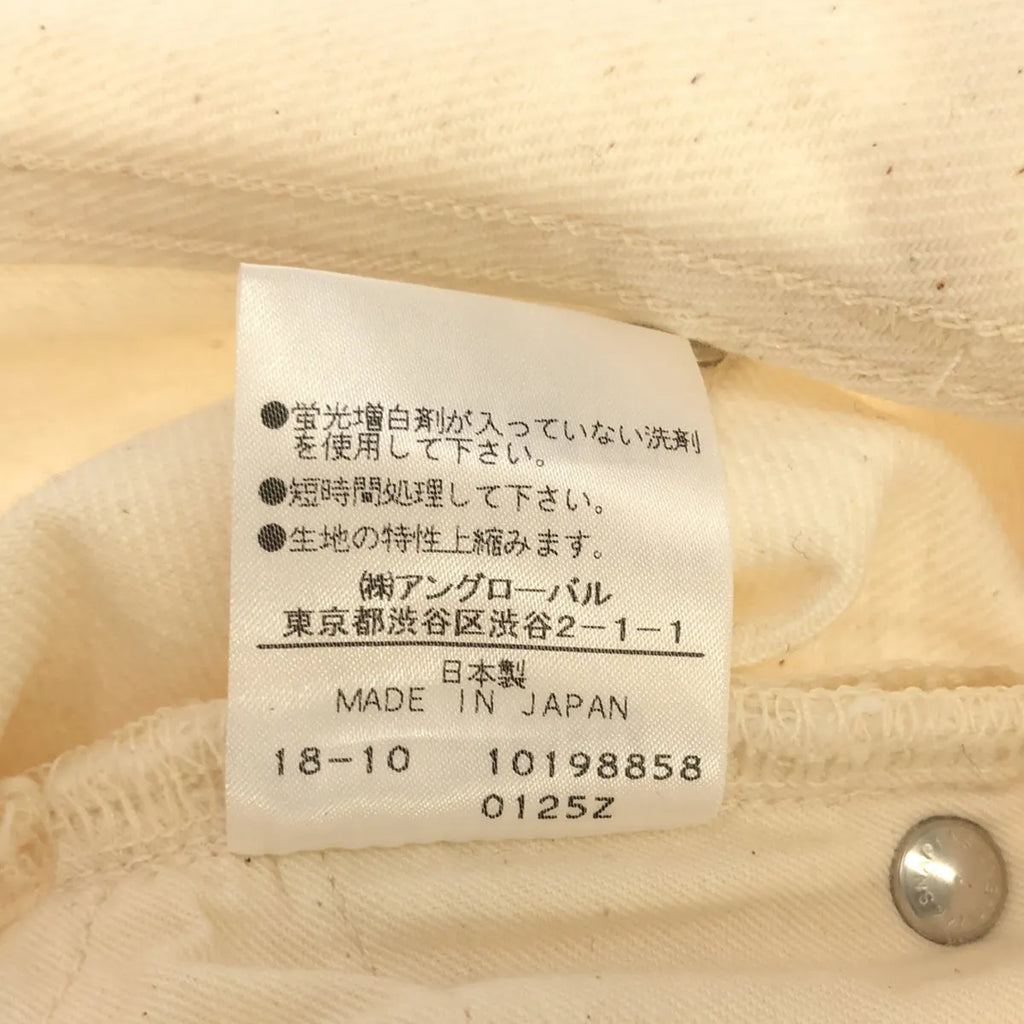 ●蛍光増白剤が入っていない洗剤
を使用して下さい。
●短時間処理して下さい。
●生地の特性上縮みます。
㈱アングローバル
東京都渋谷区渋谷2-1-1
日本製
MADE IN JAPAN
18-10 10198858
0125Z